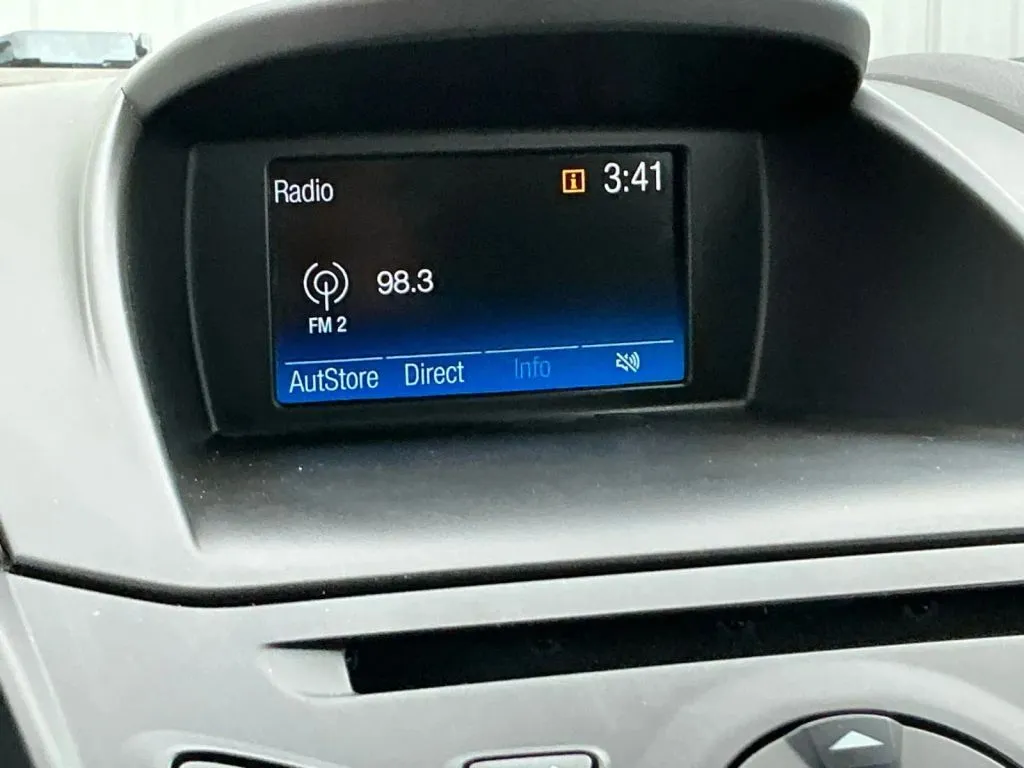 Radio
i 3:41
98.3
FM 2
AutStore Direct Info